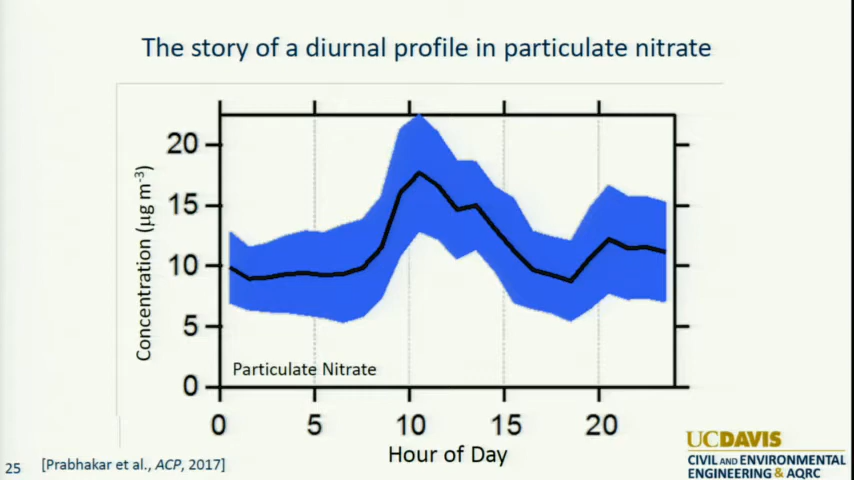 The story of a diurnal profile in particulate nitrate
20
15
10
5
0
Concentration (µg m-3)
Particulate Nitrate
0 5 10 15 20
Hour of Day
25
[Prabhakar et al., ACP, 2017]
UCDAVIS
CIVIL AND ENVIRONMENTAL
ENGINEERING & AQRC